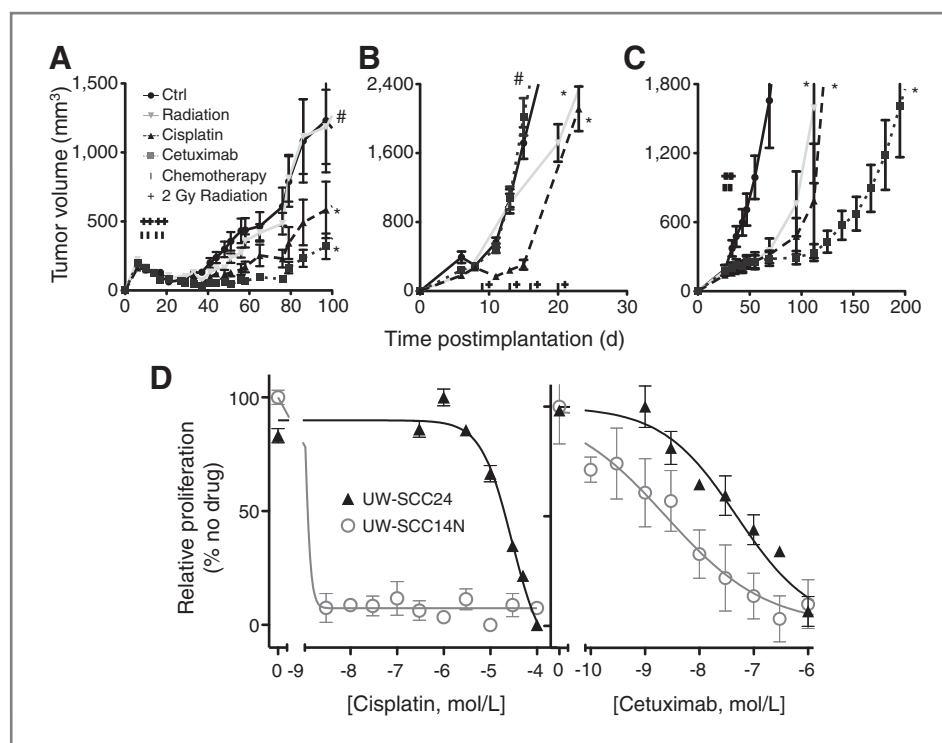 A
B
C
Tumor volume (mm³)
1,500
1,000
500
0
0 20 40 60 80 100
Ctrl
Radiation
Cisplatin
Cetuximab
Chemotherapy
+ 2 Gy Radiation
#
*
*
2,400
1,600
800
0
0 10 20 30
#
*
*
1,800
1,200
600
0
0 50 100 150 200
* * *
Time postimplantation (d)
D
Relative proliferation
(% no drug)
100
50
0
UW-SCC24
UW-SCC14N
0 -9 -8 -7 -6 -5 -4
0 -10 -9 -8 -7 -6
[Cisplatin, mol/L]
[Cetuximab, mol/L]